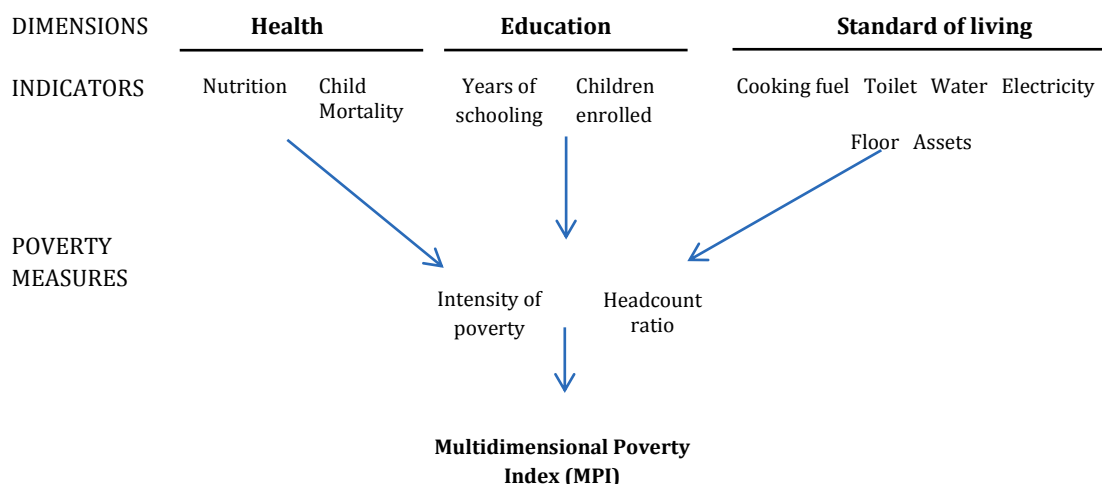 DIMENSIONS Health Education Standard of living
INDICATORS Nutrition Child Mortality Years of schooling Children enrolled Cooking fuel Toilet Water Electricity
Floor Assets
POVERTY
MEASURES
Intensity of poverty Headcount ratio
Multidimensional Poverty
Index (MPI)